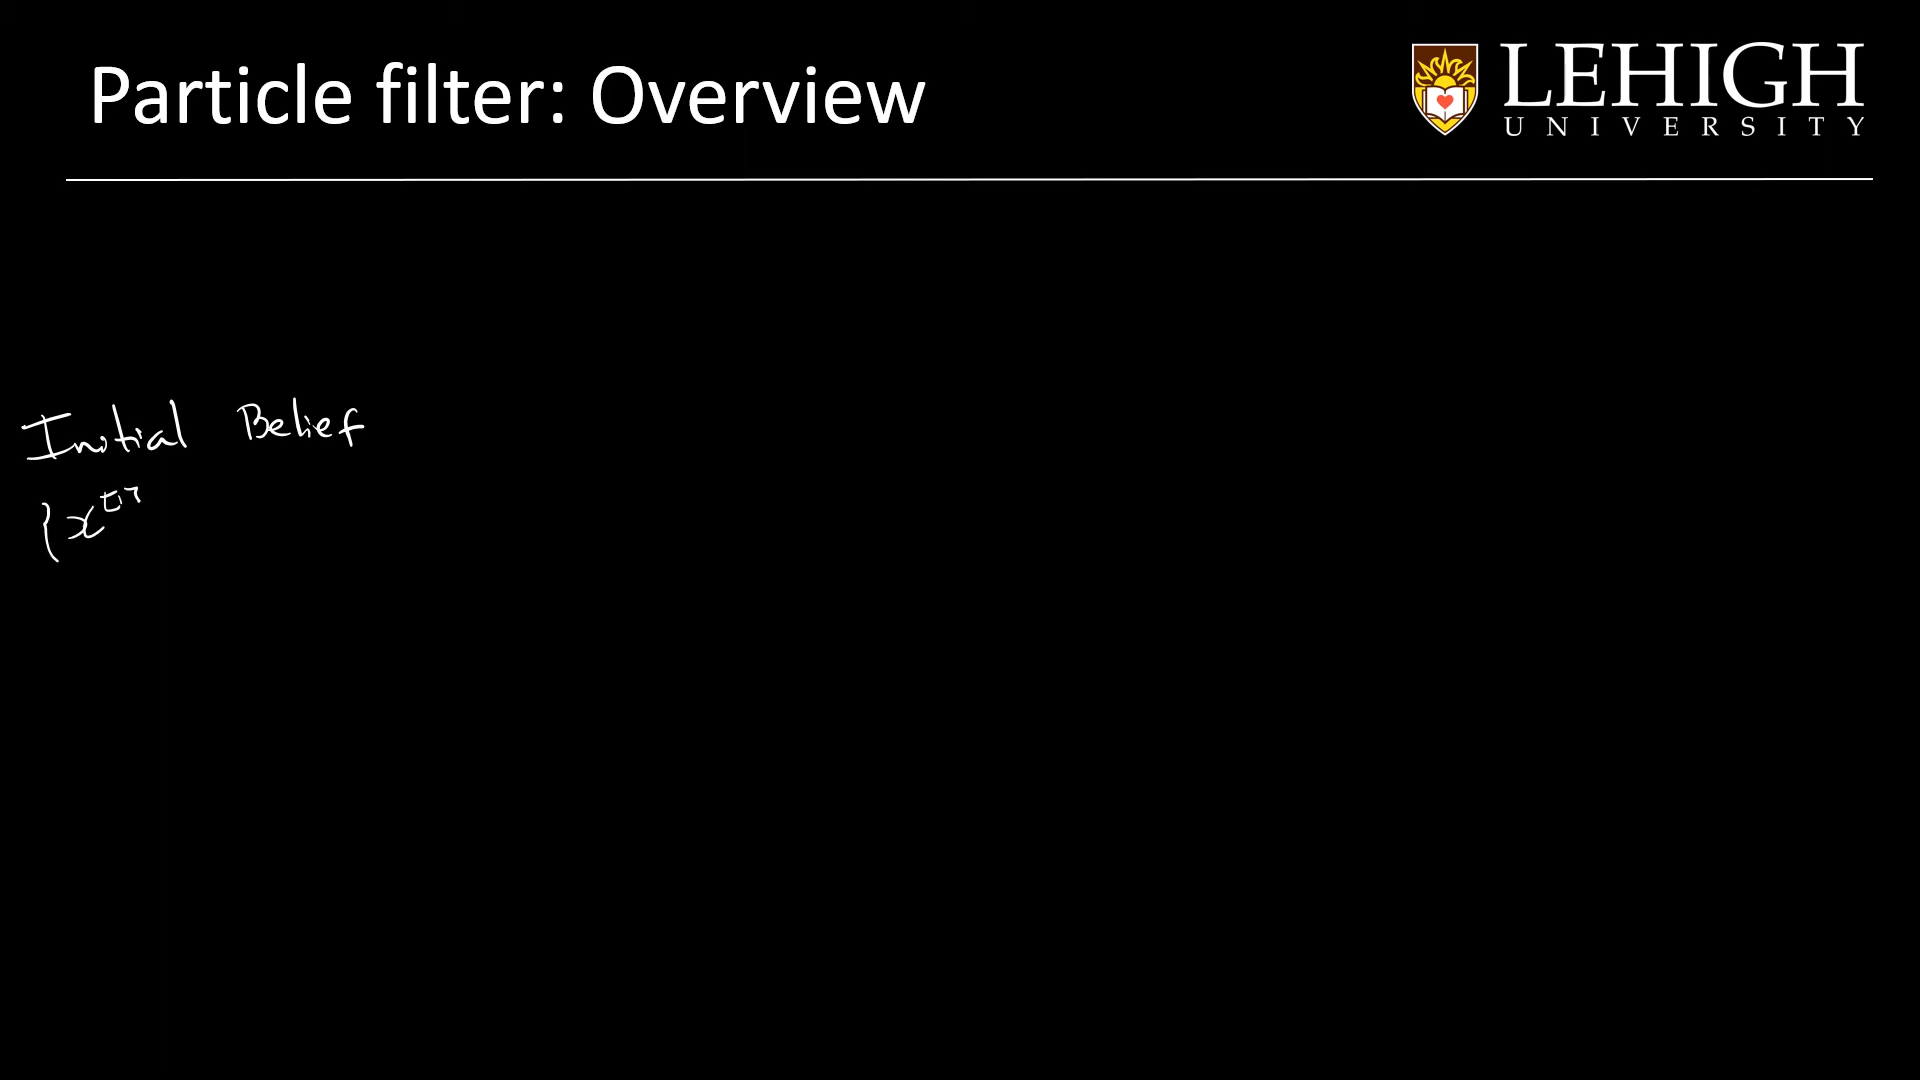 Particle filter: Overview
LEHIGH
UNIVERSITY
Initial Belief
{x^[i]